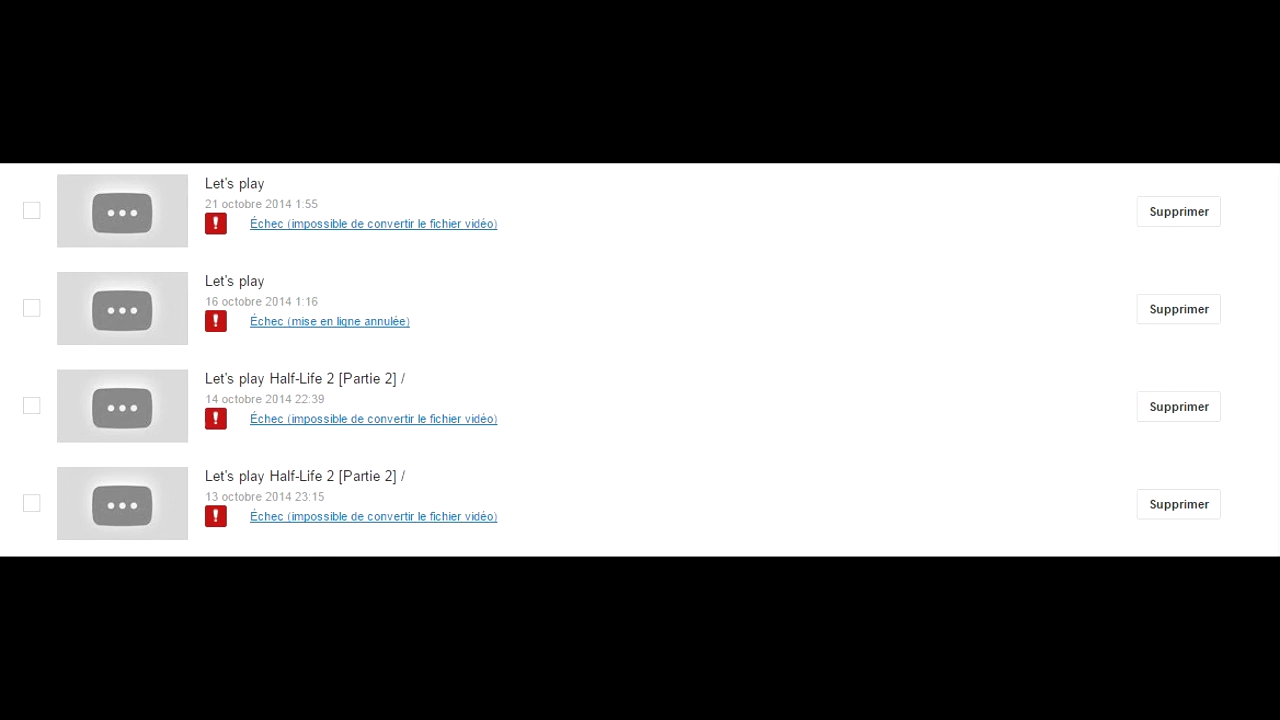 Let's play
21 octobre 2014 1:55
Échec (impossible de convertir le fichier vidéo)
Supprimer
Let's play
16 octobre 2014 1:16
Échec (mise en ligne annulée)
Supprimer
Let's play Half-Life 2 [Partie 2] /
14 octobre 2014 22:39
Échec (impossible de convertir le fichier vidéo)
Supprimer
Let's play Half-Life 2 [Partie 2] /
13 octobre 2014 23:15
Échec (impossible de convertir le fichier vidéo)
Supprimer